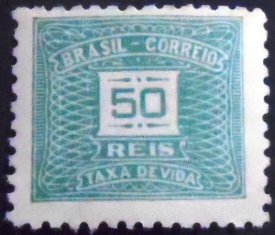 BRASIL - CORREIO
50
REIS
TAXA DEVIDA